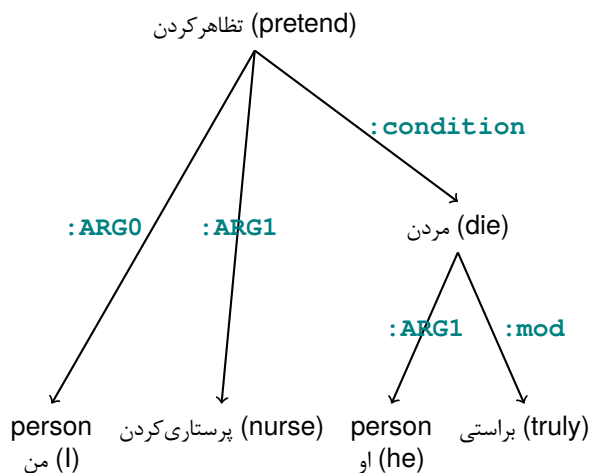 تظاهرکردن (pretend)
:condition
:ARG0
:ARG1
مردن (die)
:ARG1
:mod
person
من (I)
پرستاری‌کردن (nurse)
person
او (he)
براستی (truly)